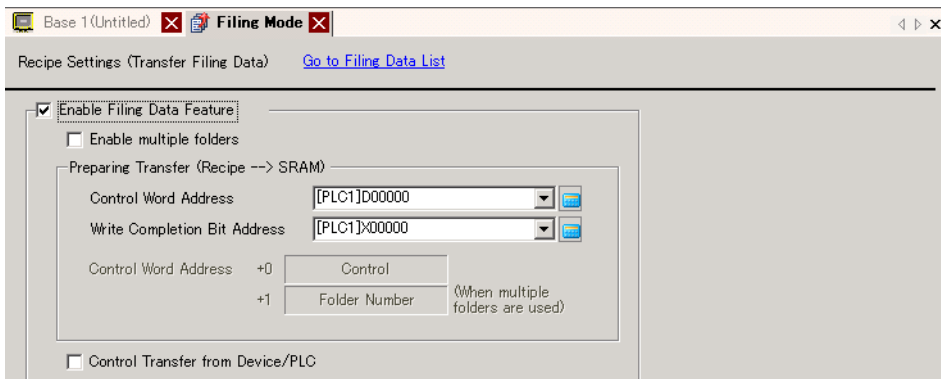 Base 1(Untitled) Filing Mode
Recipe Settings (Transfer Filing Data) Go to Filing Data List
Enable Filing Data Feature
Enable multiple folders
Preparing Transfer (Recipe --> SRAM)
Control Word Address [PLC1]D00000
Write Completion Bit Address [PLC1]X00000
Control Word Address +0 Control
+1 Folder Number (When multiple
folders are used)
Control Transfer from Device/PLC